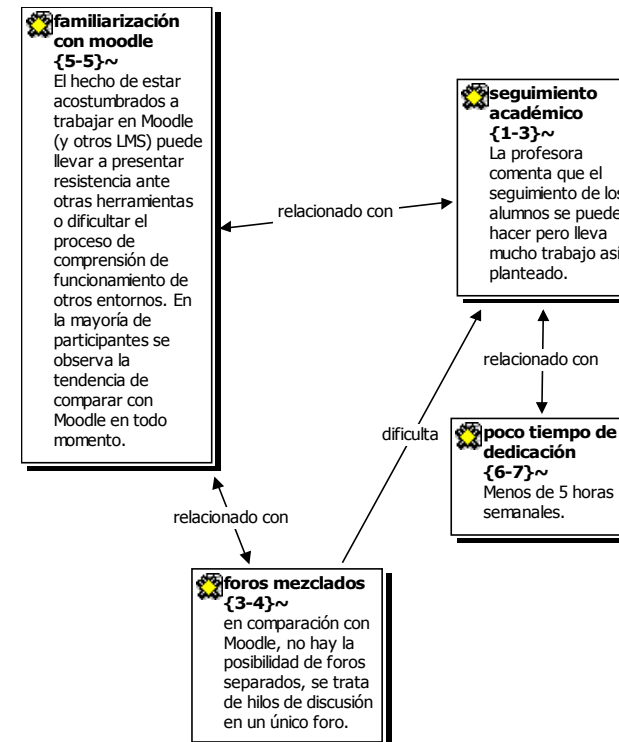 familiarización
con moodle
{5-5}~
El hecho de estar
acostumbrados a
trabajar en Moodle
(y otros LMS) puede
llevar a presentar
resistencia ante
otras herramientas
o dificultar el
proceso de
comprensión de
funcionamiento de
otros entornos. En
la mayoría de
participantes se
observa la
tendencia de
comparar con
Moodle en todo
momento.
relacionado con
seguimiento
académico
{1-3}~
La profesora
comenta que el
seguimiento de los
alumnos se puede
hacer pero lleva
mucho trabajo así
planteado.
relacionado con
dificulta
poco tiempo de
dedicación
{6-7}~
Menos de 5 horas
semanales.
relacionado con
foros mezclados
{3-4}~
en comparación con
Moodle, no hay la
posibilidad de foros
separados, se trata
de hilos de discusión
en un único foro.